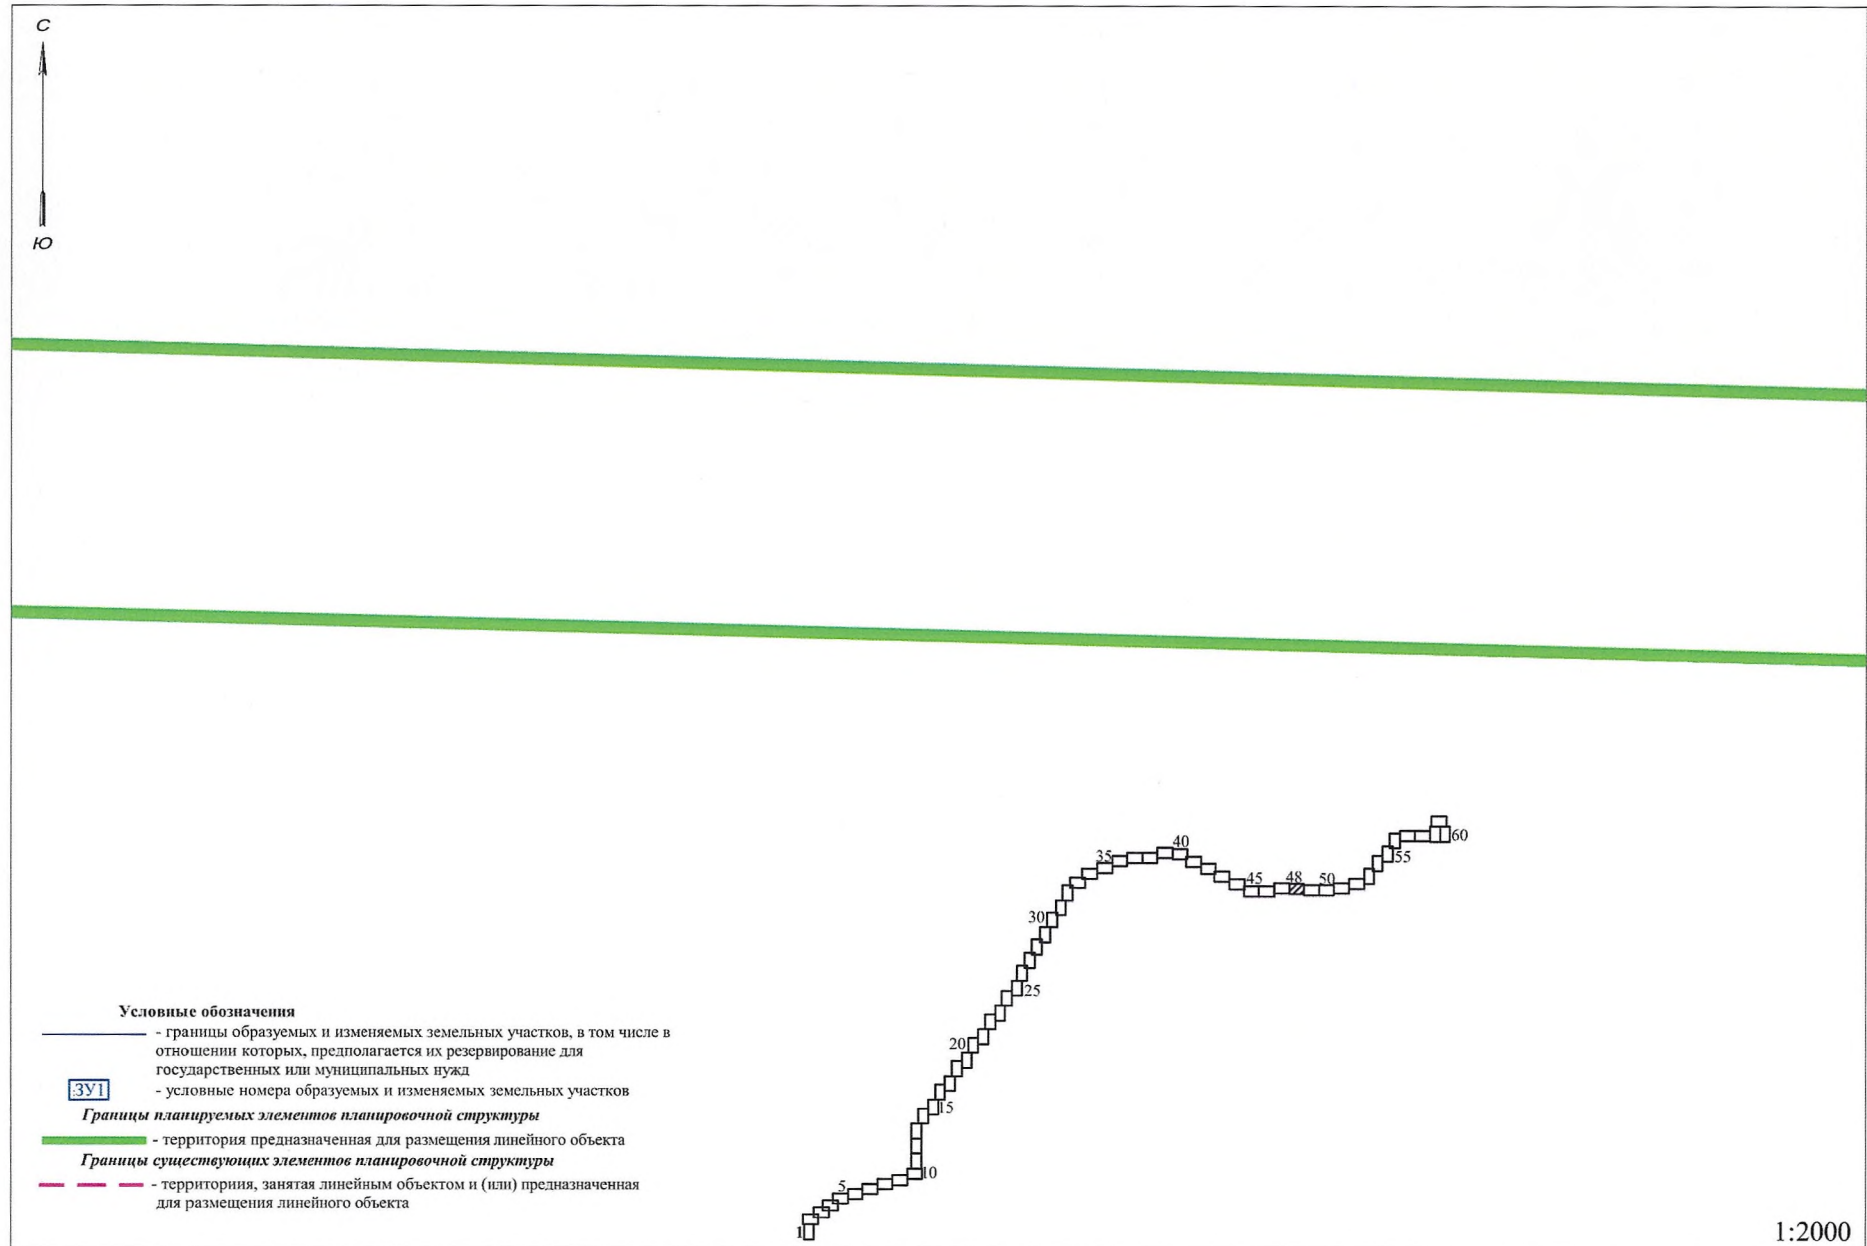 С
Ю
60
40
35
55
45
48
50
30
25
20
15
10
5
1
Условные обозначения
- границы образуемых и изменяемых земельных участков, в том числе в
отношении которых, предполагается их резервирование для
государственных или муниципальных нужд
:ЗУ1 - условные номера образуемых и изменяемых земельных участков
Границы планируемых элементов планировочной структуры
- территория предназначенная для размещения линейного объекта
Границы существующих элементов планировочной структуры
- территориия, занятая линейным объектом и (или) предназначенная
для размещения линейного объекта
1:2000